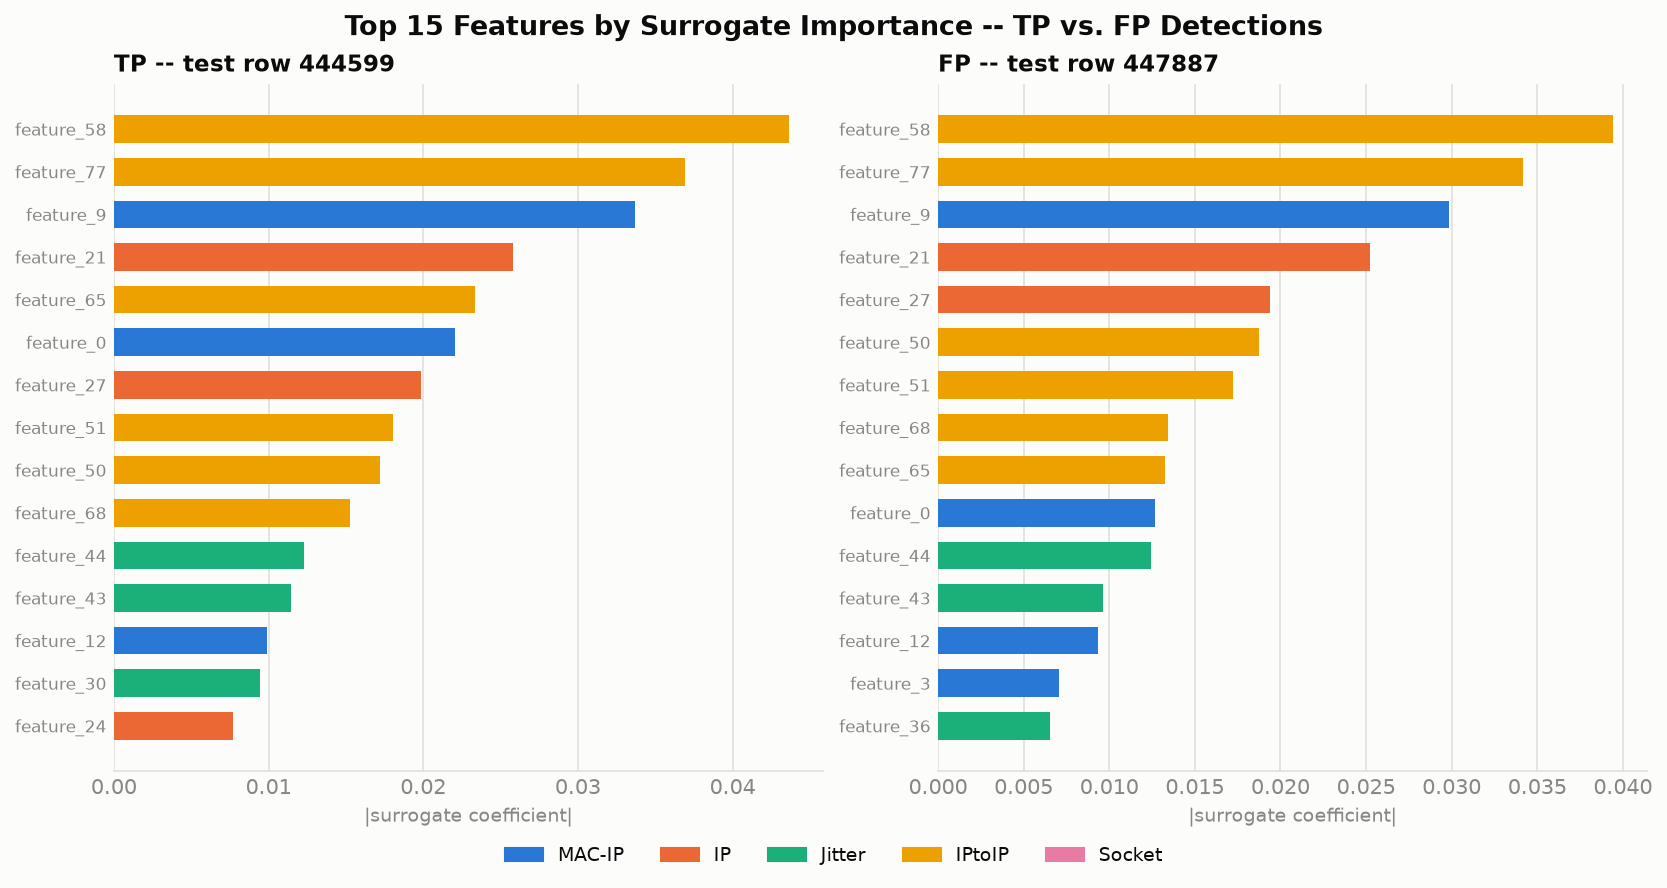 Top 15 Features by Surrogate Importance -- TP vs. FP Detections
TP -- test row 444599
feature_58
feature_77
feature_9
feature_21
feature_65
feature_0
feature_27
feature_51
feature_50
feature_68
feature_44
feature_43
feature_12
feature_30
feature_24
0.00 0.01 0.02 0.03 0.04
|surrogate coefficient|
FP -- test row 447887
feature_58
feature_77
feature_9
feature_21
feature_27
feature_50
feature_51
feature_68
feature_65
feature_0
feature_44
feature_43
feature_12
feature_3
feature_36
0.000 0.005 0.010 0.015 0.020 0.025 0.030 0.035 0.040
|surrogate coefficient|
MAC-IP IP Jitter IPtoIP Socket